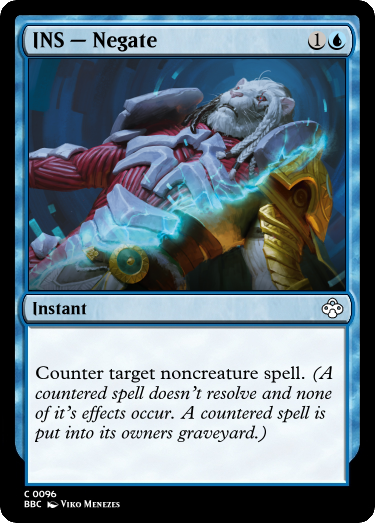 INS — Negate 1
Instant
Counter target noncreature spell. (A
countered spell doesn't resolve and none
of it's effects occur. A countered spell is
put into its owners graveyard.)
C 0096
BBC Viko Menezes